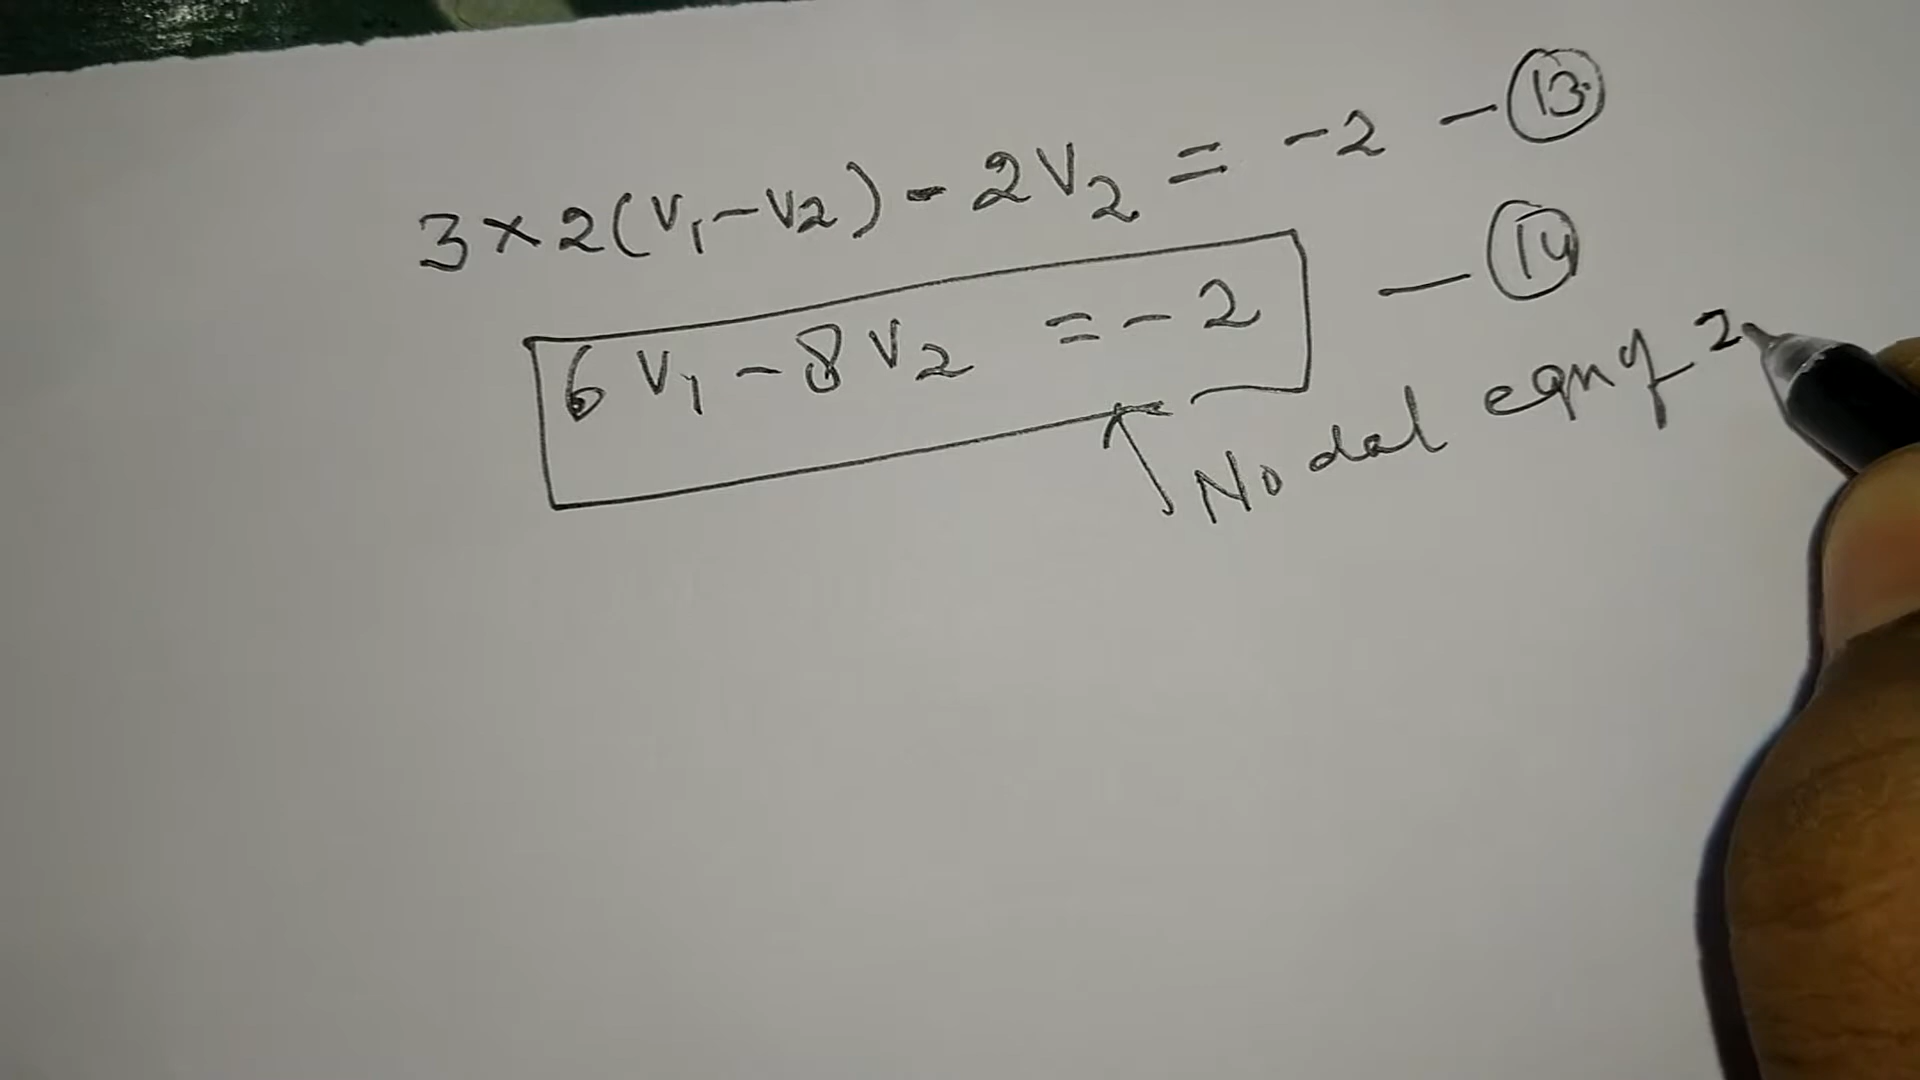 3×2(V₁-V₂) - 2V₂ = -2 - 13
6V₁ - 8V₂ = -2 — 14
↑ Nodal eqn of 2